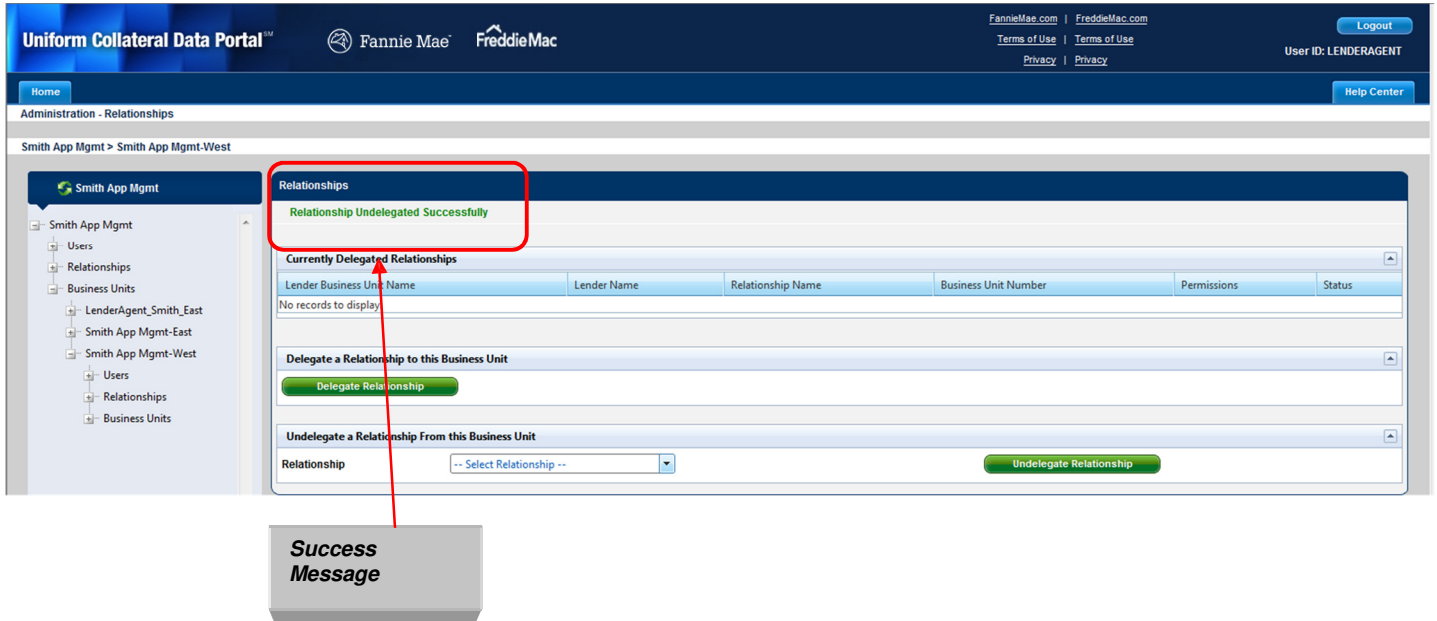 Uniform Collateral Data Portal℠
Fannie Mae
FreddieMac
FannieMae.com | FreddieMac.com
Terms of Use | Terms of Use
Privacy | Privacy
Logout
User ID: LENDERAGENT
Home
Help Center
Administration - Relationships
Smith App Mgmt > Smith App Mgmt-West
Smith App Mgmt
Smith App Mgmt
Users
Relationships
Business Units
LenderAgent_Smith_East
Smith App Mgmt-East
Smith App Mgmt-West
Users
Relationships
Business Units
Relationships
Relationship Undelegated Successfully
Currently Delegated Relationships
Lender Business Unit Name Lender Name Relationship Name Business Unit Number Permissions Status
No records to display
Delegate a Relationship to this Business Unit
Delegate Relationship
Undelegate a Relationship From this Business Unit
Relationship -- Select Relationship -- Undelegate Relationship
Success
Message